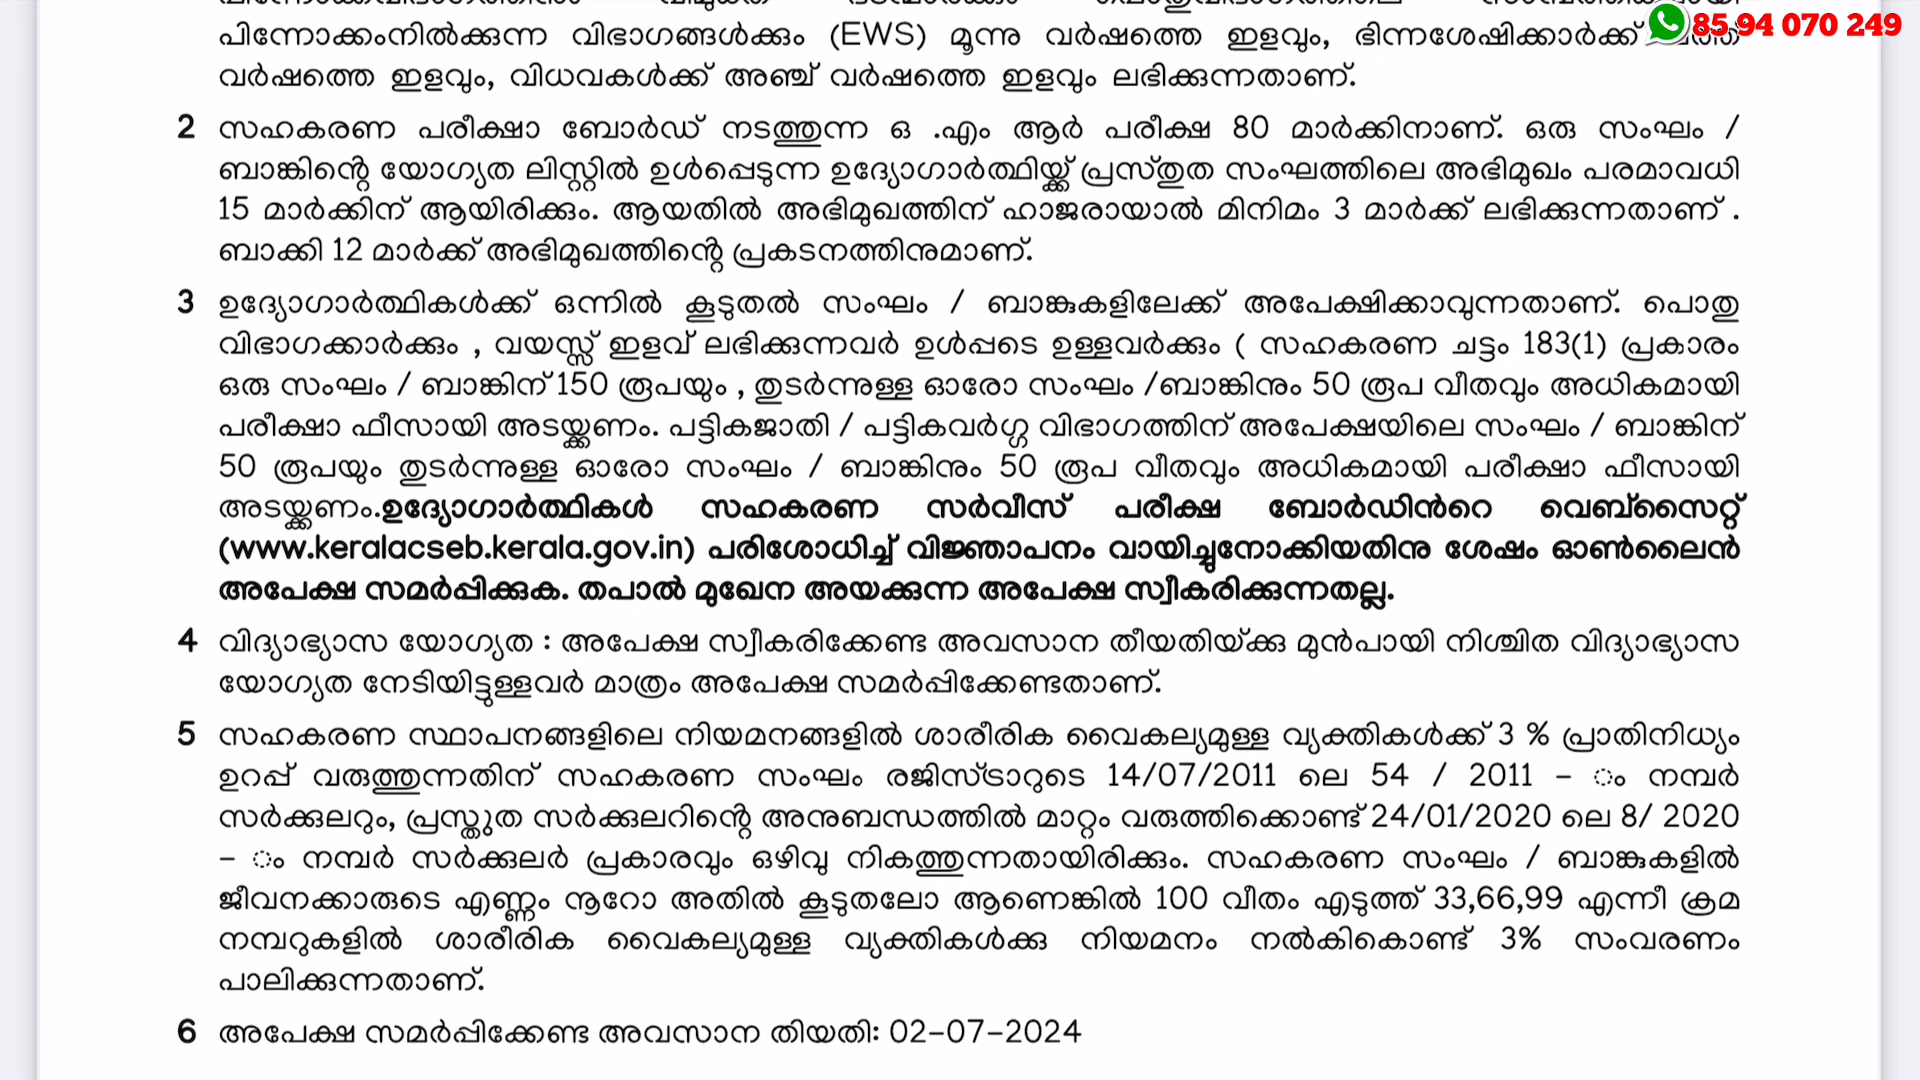 പിന്നോക്കംനിൽക്കുന്ന വിഭാഗങ്ങൾക്കും (EWS) മൂന്നു വർഷത്തെ ഇളവും, ഭിന്നശേഷിക്കാർക്ക്
85 94 070 249
വർഷത്തെ ഇളവും, വിധവകൾക്ക് അഞ്ച് വർഷത്തെ ഇളവും ലഭിക്കുന്നതാണ്.
2 സഹകരണ പരീക്ഷാ ബോർഡ് നടത്തുന്ന ഒ .എം ആർ പരീക്ഷ 80 മാർക്കിനാണ്. ഒരു സംഘം /
ബാങ്കിന്റെ യോഗ്യത ലിസ്റ്റിൽ ഉൾപ്പെടുന്ന ഉദ്യോഗാർത്ഥിയ്ക്ക് പ്രസ്തുത സംഘത്തിലെ അഭിമുഖം പരമാവധി
15 മാർക്കിന് ആയിരിക്കും. ആയതിൽ അഭിമുഖത്തിന് ഹാജരായാൽ മിനിമം 3 മാർക്ക് ലഭിക്കുന്നതാണ് .
ബാക്കി 12 മാർക്ക് അഭിമുഖത്തിന്റെ പ്രകടനത്തിനുമാണ്.
3 ഉദ്യോഗാർത്ഥികൾക്ക് ഒന്നിൽ കൂടുതൽ സംഘം / ബാങ്കുകളിലേക്ക് അപേക്ഷിക്കാവുന്നതാണ്. പൊതു
വിഭാഗക്കാർക്കും , വയസ്സ് ഇളവ് ലഭിക്കുന്നവർ ഉൾപ്പടെ ഉള്ളവർക്കും ( സഹകരണ ചട്ടം 183(1) പ്രകാരം
ഒരു സംഘം / ബാങ്കിന് 150 രൂപയും , തുടർന്നുള്ള ഓരോ സംഘം /ബാങ്കിനും 50 രൂപ വീതവും അധികമായി
പരീക്ഷാ ഫീസായി അടയ്ക്കണം. പട്ടികജാതി / പട്ടികവർഗ്ഗ വിഭാഗത്തിന് അപേക്ഷയിലെ സംഘം / ബാങ്കിന്
50 രൂപയും തുടർന്നുള്ള ഓരോ സംഘം / ബാങ്കിനും 50 രൂപ വീതവും അധികമായി പരീക്ഷാ ഫീസായി
അടയ്ക്കണം.ഉദ്യോഗാർത്ഥികൾ സഹകരണ സർവീസ് പരീക്ഷ ബോർഡിൻറെ വെബ്സൈറ്റ്
(www.keralacseb.kerala.gov.in) പരിശോധിച്ച് വിജ്ഞാപനം വായിച്ചുനോക്കിയതിനു ശേഷം ഓൺലൈൻ
അപേക്ഷ സമർപ്പിക്കുക. തപാൽ മുഖേന അയക്കുന്ന അപേക്ഷ സ്വീകരിക്കുന്നതല്ല.
4 വിദ്യാഭ്യാസ യോഗ്യത : അപേക്ഷ സ്വീകരിക്കേണ്ട അവസാന തീയതിയ്ക്കു മുൻപായി നിശ്ചിത വിദ്യാഭ്യാസ
യോഗ്യത നേടിയിട്ടുള്ളവർ മാത്രം അപേക്ഷ സമർപ്പിക്കേണ്ടതാണ്.
5 സഹകരണ സ്ഥാപനങ്ങളിലെ നിയമനങ്ങളിൽ ശാരീരിക വൈകല്യമുള്ള വ്യക്തികൾക്ക് 3 % പ്രാതിനിധ്യം
ഉറപ്പ് വരുത്തുന്നതിന് സഹകരണ സംഘം രജിസ്ട്രാറുടെ 14/07/2011 ലെ 54 / 2011 – ം നമ്പർ
സർക്കുലറും, പ്രസ്തുത സർക്കുലറിന്റെ അനുബന്ധത്തിൽ മാറ്റം വരുത്തിക്കൊണ്ട് 24/01/2020 ലെ 8/ 2020
– ം നമ്പർ സർക്കുലർ പ്രകാരവും ഒഴിവു നികത്തുന്നതായിരിക്കും. സഹകരണ സംഘം / ബാങ്കുകളിൽ
ജീവനക്കാരുടെ എണ്ണം നൂറോ അതിൽ കൂടുതലോ ആണെങ്കിൽ 100 വീതം എടുത്ത് 33,66,99 എന്നീ ക്രമ
നമ്പറുകളിൽ ശാരീരിക വൈകല്യമുള്ള വ്യക്തികൾക്കു നിയമനം നൽകികൊണ്ട് 3% സംവരണം
പാലിക്കുന്നതാണ്.
6 അപേക്ഷ സമർപ്പിക്കേണ്ട അവസാന തിയതി: 02–07–2024